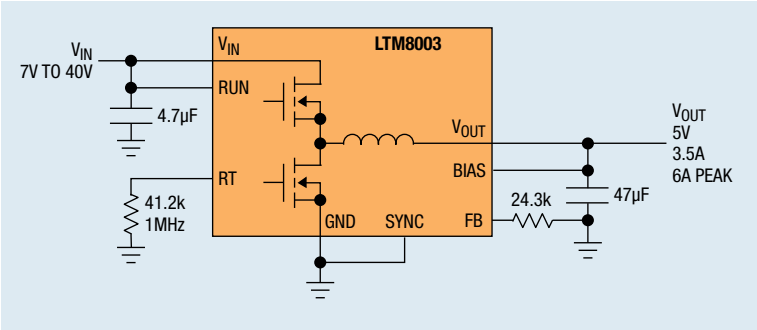 LTM8003
VIN
7V TO 40V
VIN
RUN
4.7µF
VOUT
VOUT
5V
3.5A
6A PEAK
BIAS
RT
41.2k
1MHz
24.3k
47µF
GND
SYNC
FB